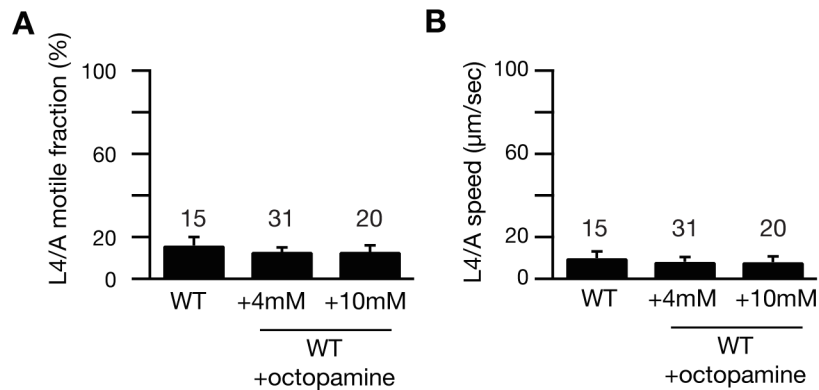 A
L4/A motile fraction (%)
100
60
20
0
15
31
20
WT
+4mM
+10mM
WT
+octopamine
B
L4/A speed (μm/sec)
100
60
20
0
15
31
20
WT
+4mM
+10mM
WT
+octopamine